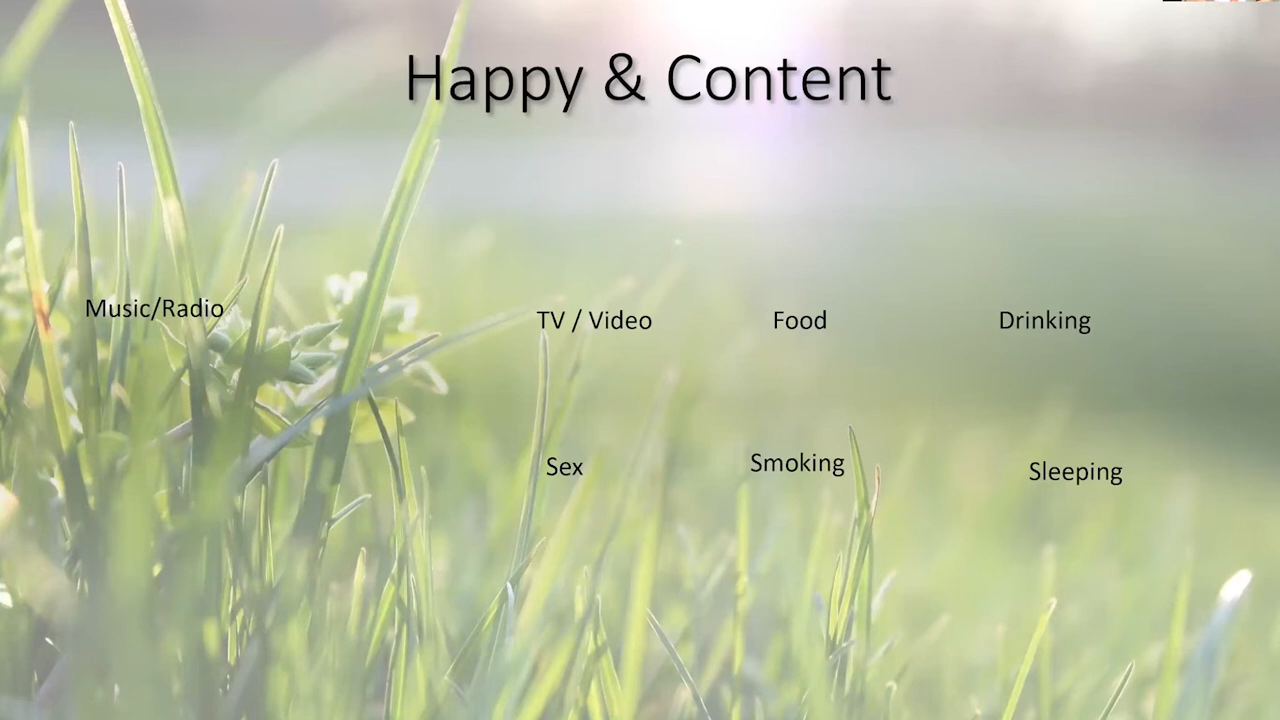 Happy & Content
Music/Radio
TV / Video
Food
Drinking
Sex
Smoking
Sleeping